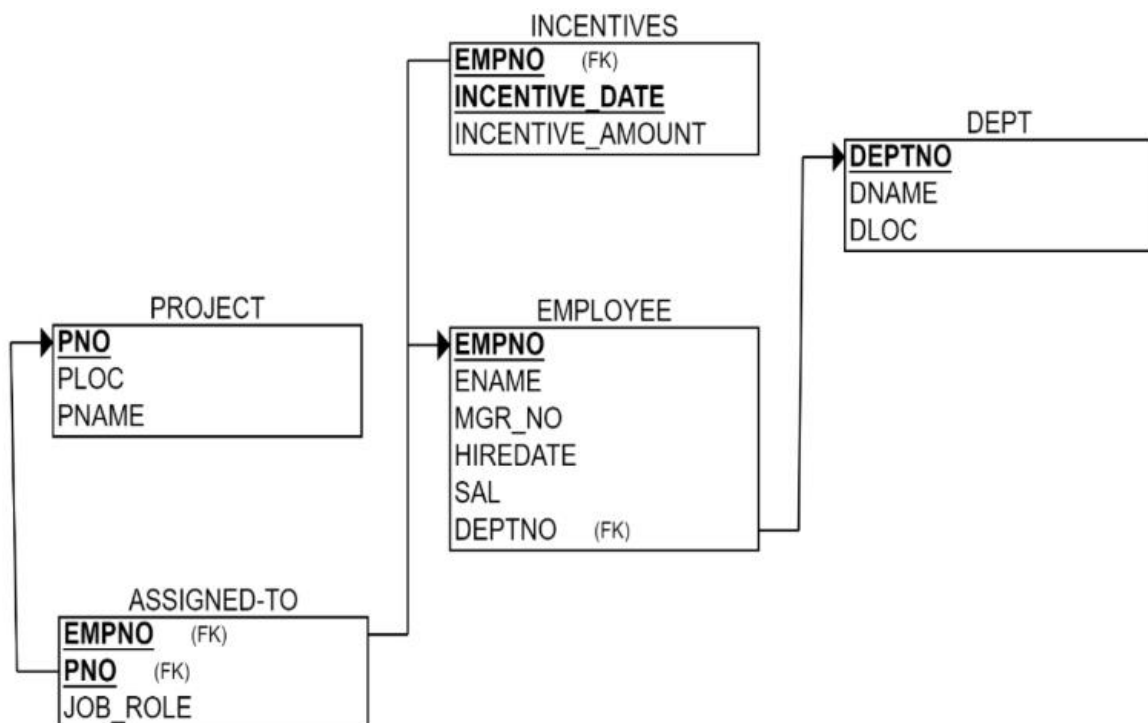 INCENTIVES
EMPNO (FK)
INCENTIVE_DATE
INCENTIVE_AMOUNT
DEPT
DEPTNO
DNAME
DLOC
PROJECT
PNO
PLOC
PNAME
EMPLOYEE
EMPNO
ENAME
MGR_NO
HIREDATE
SAL
DEPTNO (FK)
ASSIGNED-TO
EMPNO (FK)
PNO (FK)
JOB_ROLE